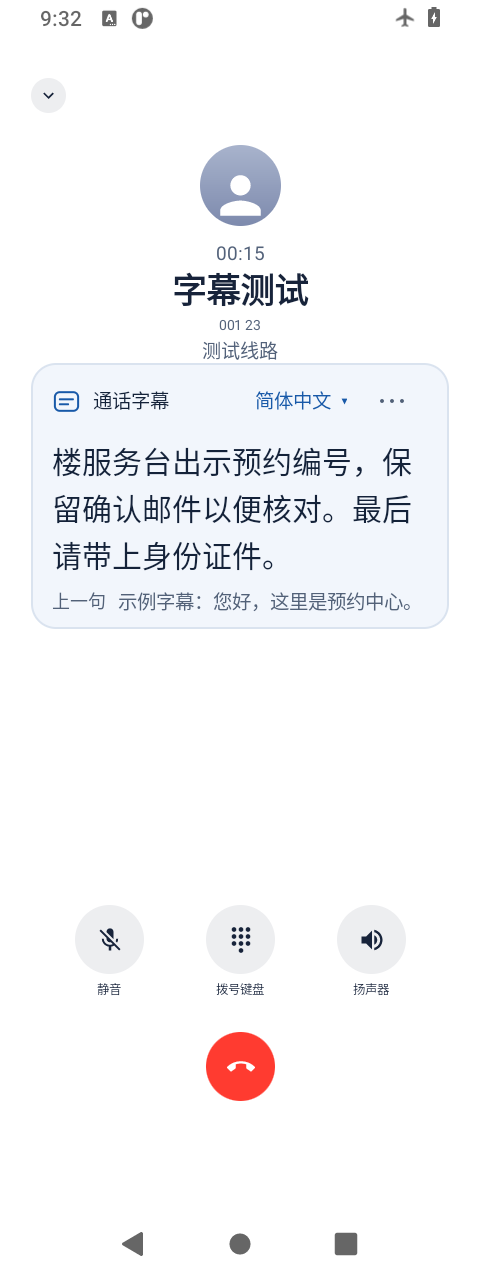 9:32
00:15
字幕测试
001 23
测试线路
通话字幕 简体中文
楼服务台出示预约编号，保
留确认邮件以便核对。最后
请带上身份证件。
上一句 示例字幕：您好，这里是预约中心。
静音 拨号键盘 扬声器